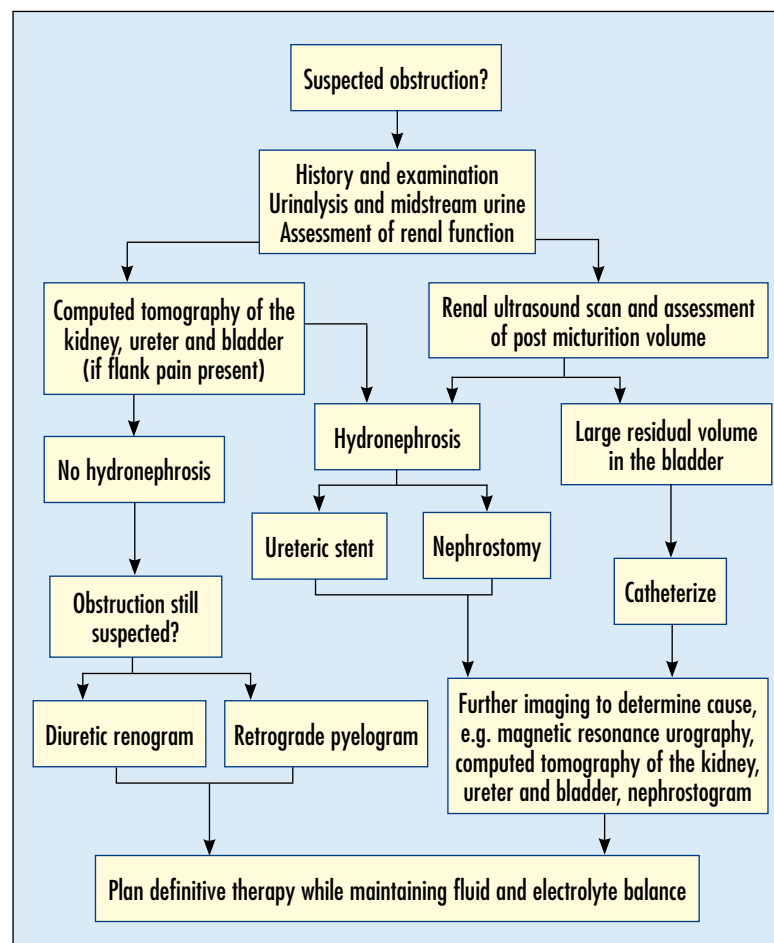 Suspected obstruction?
History and examination
Urinalysis and midstream urine
Assessment of renal function
Computed tomography of the
kidney, ureter and bladder
(if flank pain present)
Renal ultrasound scan and assessment
of post micturition volume
Hydronephrosis
Large residual volume
in the bladder
No hydronephrosis
Ureteric stent
Nephrostomy
Catheterize
Obstruction still
suspected?
Diuretic renogram
Retrograde pyelogram
Further imaging to determine cause,
e.g. magnetic resonance urography,
computed tomography of the kidney,
ureter and bladder, nephrostogram
Plan definitive therapy while maintaining fluid and electrolyte balance